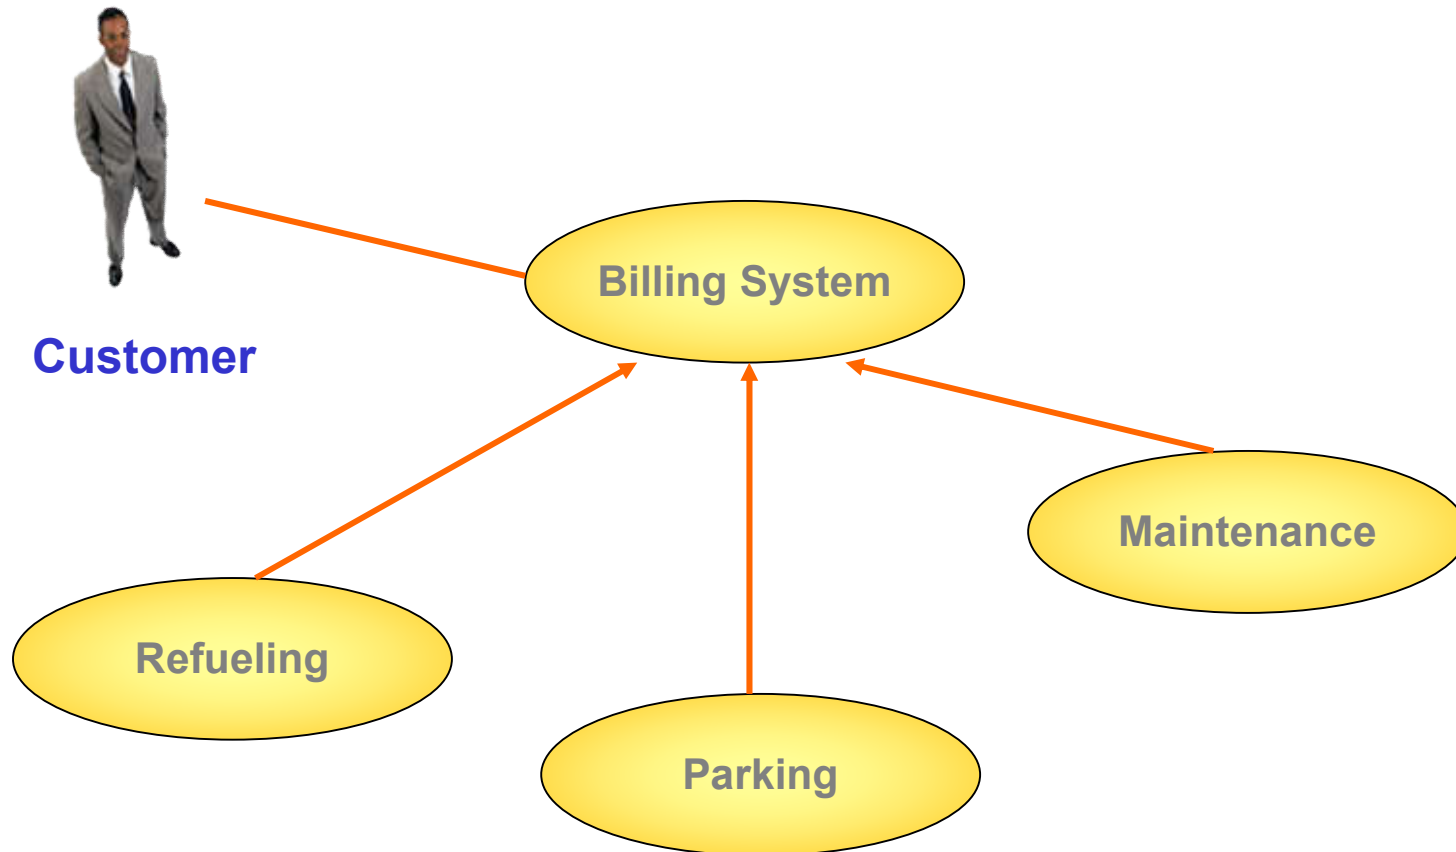 Billing System
Customer
Maintenance
Refueling
Parking